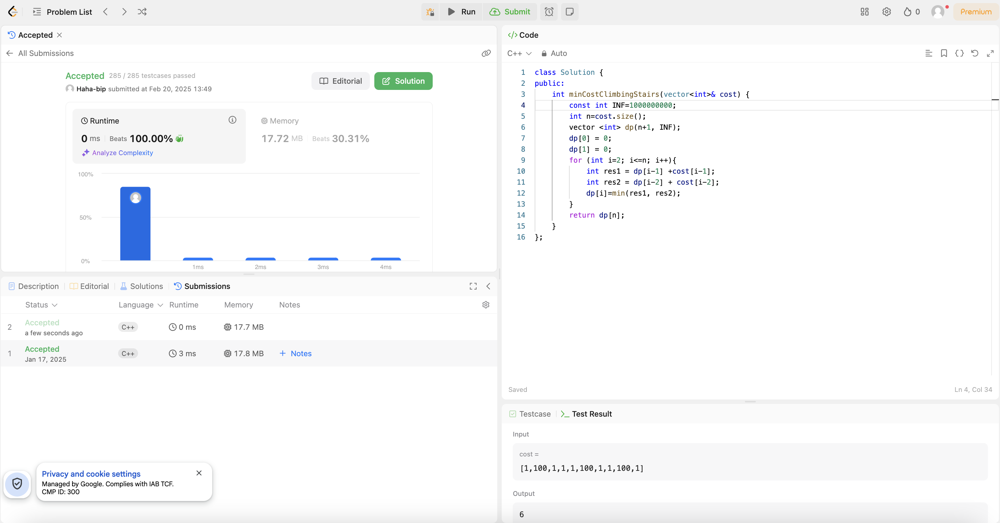 Problem List
Run
Submit
0
Premium
Accepted
All Submissions
Accepted 285 / 285 testcases passed
Haha-bip submitted at Feb 20, 2025 13:49
Editorial
Solution
Runtime
0 ms Beats 100.00%
Analyze Complexity
Memory
17.72 MB Beats 30.31%
100%
50%
0%
1ms 2ms 3ms 4ms
Description Editorial Solutions Submissions
Status Language Runtime Memory Notes
2 Accepted C++ 0 ms 17.7 MB
a few seconds ago
1 Accepted C++ 3 ms 17.8 MB + Notes
Jan 17, 2025
Privacy and cookie settings
Managed by Google. Complies with IAB TCF.
CMP ID: 300
</> Code
C++ Auto
1 class Solution {
2 public:
3 int minCostClimbingStairs(vector<int>& cost) {
4 const int INF=1000000000;
5 int n=cost.size();
6 vector <int> dp(n+1, INF);
7 dp[0] = 0;
8 dp[1] = 0;
9 for (int i=2; i<=n; i++){
10 int res1 = dp[i-1] +cost[i-1];
11 int res2 = dp[i-2] + cost[i-2];
12 dp[i]=min(res1, res2);
13 }
14 return dp[n];
15 }
16 };
Saved
Ln 4, Col 34
Testcase
Test Result
Input
cost =
[1,100,1,1,1,100,1,1,100,1]
Output
6